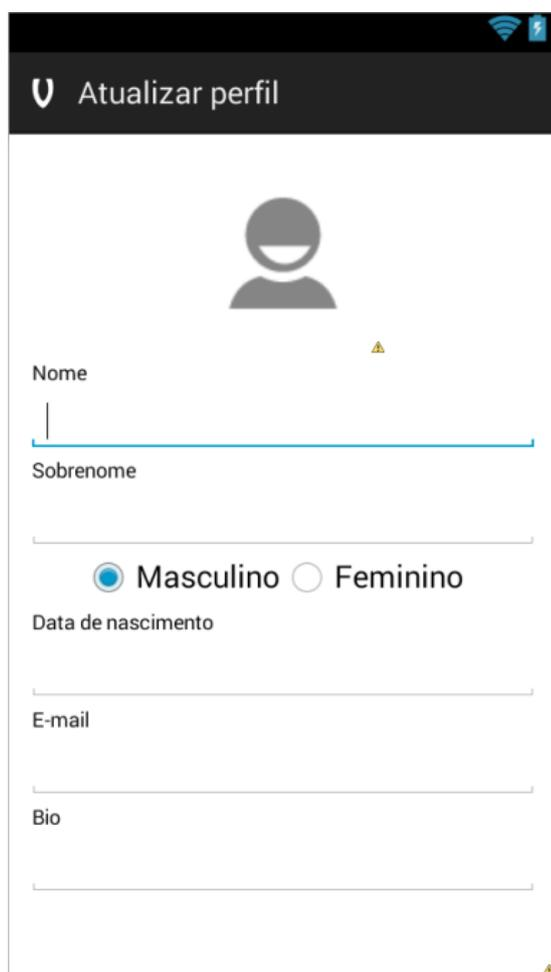 Atualizar perfil
Nome
Sobrenome
Masculino Feminino
Data de nascimento
E-mail
Bio